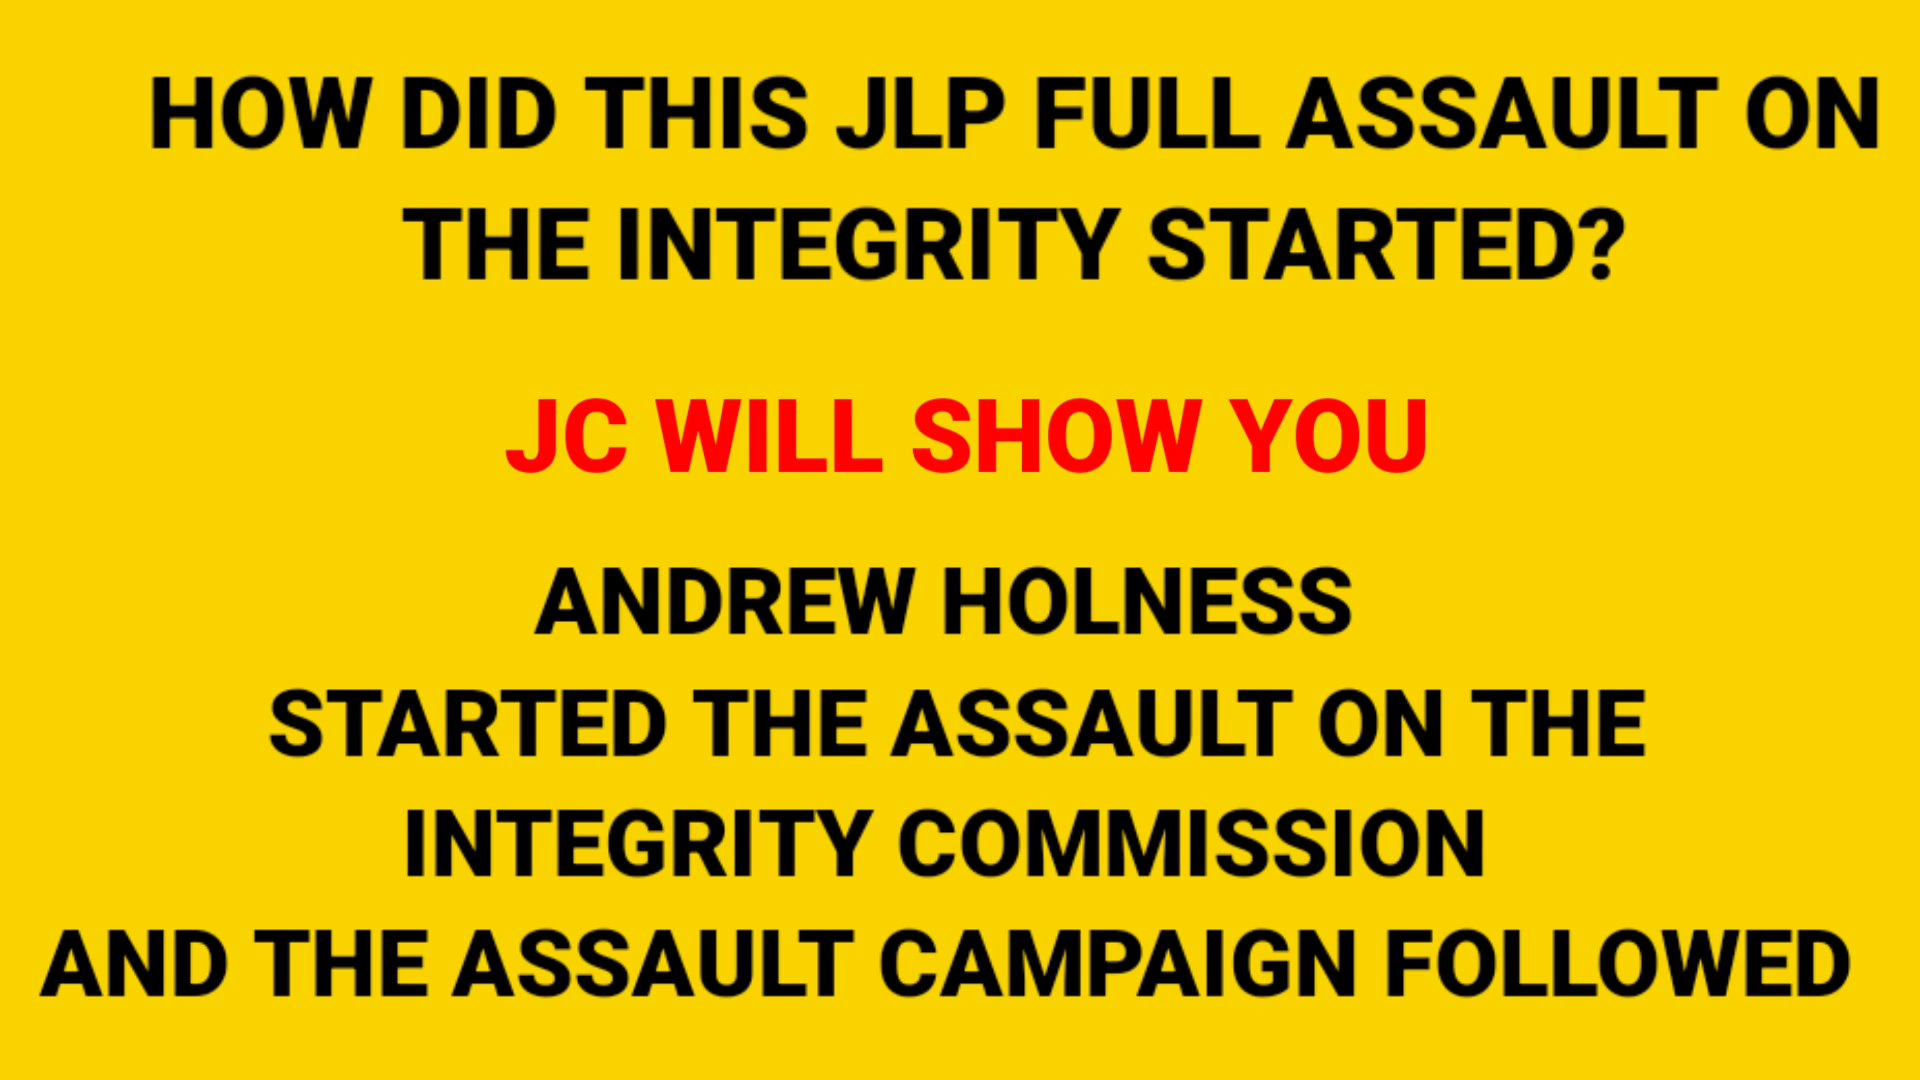 HOW DID THIS JLP FULL ASSAULT ON
THE INTEGRITY STARTED?
JC WILL SHOW YOU
ANDREW HOLNESS
STARTED THE ASSAULT ON THE
INTEGRITY COMMISSION
AND THE ASSAULT CAMPAIGN FOLLOWED